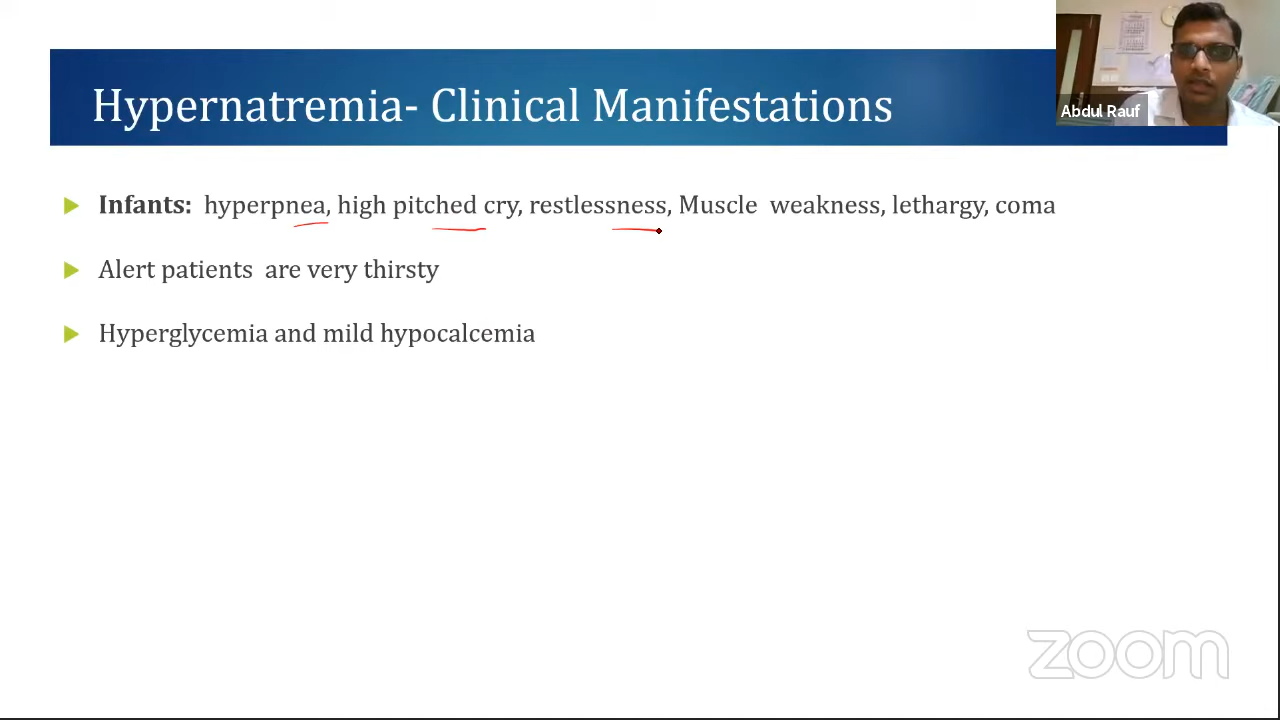 Hypernatremia- Clinical Manifestations
Abdul Rauf
Infants: hyperpnea, high pitched cry, restlessness, Muscle weakness, lethargy, coma
Alert patients are very thirsty
Hyperglycemia and mild hypocalcemia
zoom